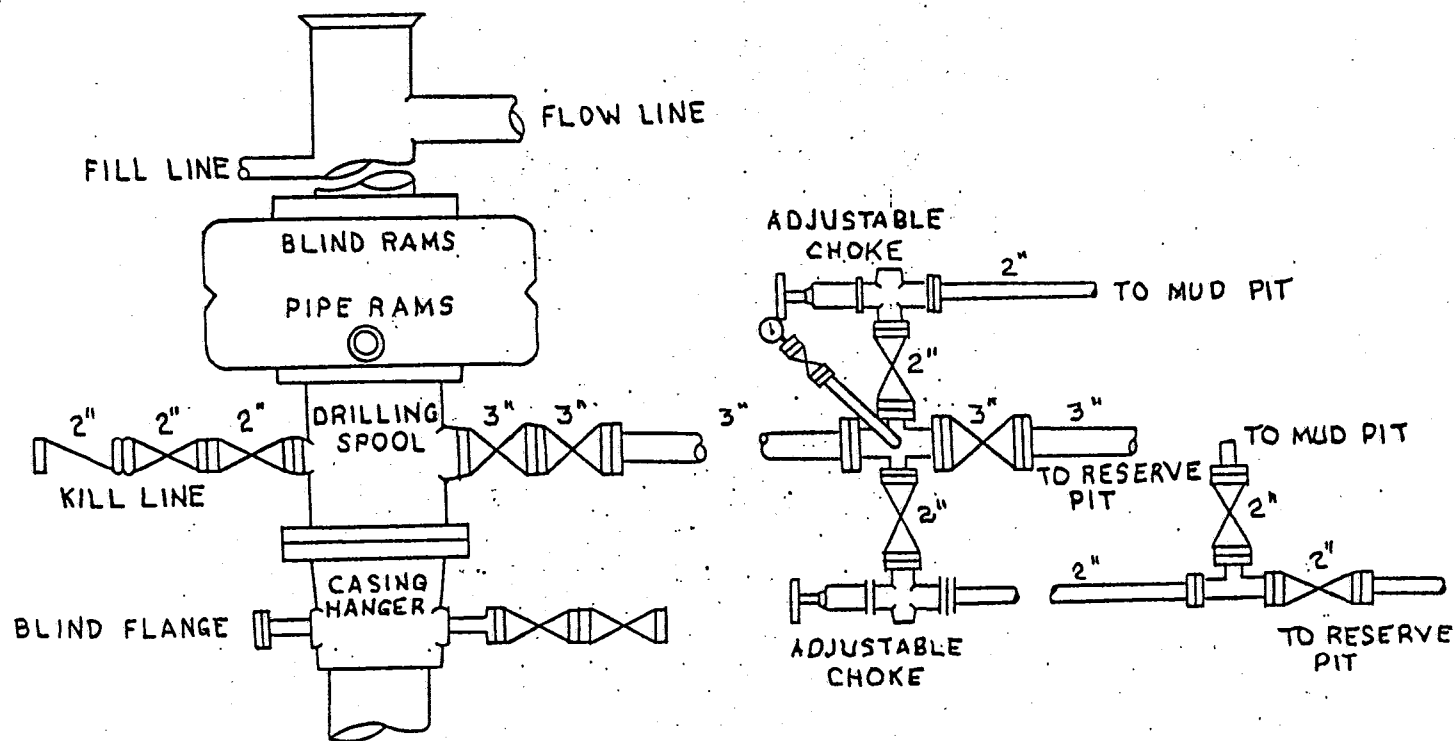 FLOW LINE
FILL LINE
BLIND RAMS
PIPE RAMS
2"
2"
2"
DRILLING
SPOOL
3"
3"
3"
KILL LINE
CASING
HANGER
BLIND FLANGE
ADJUSTABLE
CHOKE
2"
TO MUD PIT
2"
3"
3"
TO RESERVE
PIT
2"
ADJUSTABLE
CHOKE
TO MUD PIT
2"
2"
2"
TO RESERVE
PIT